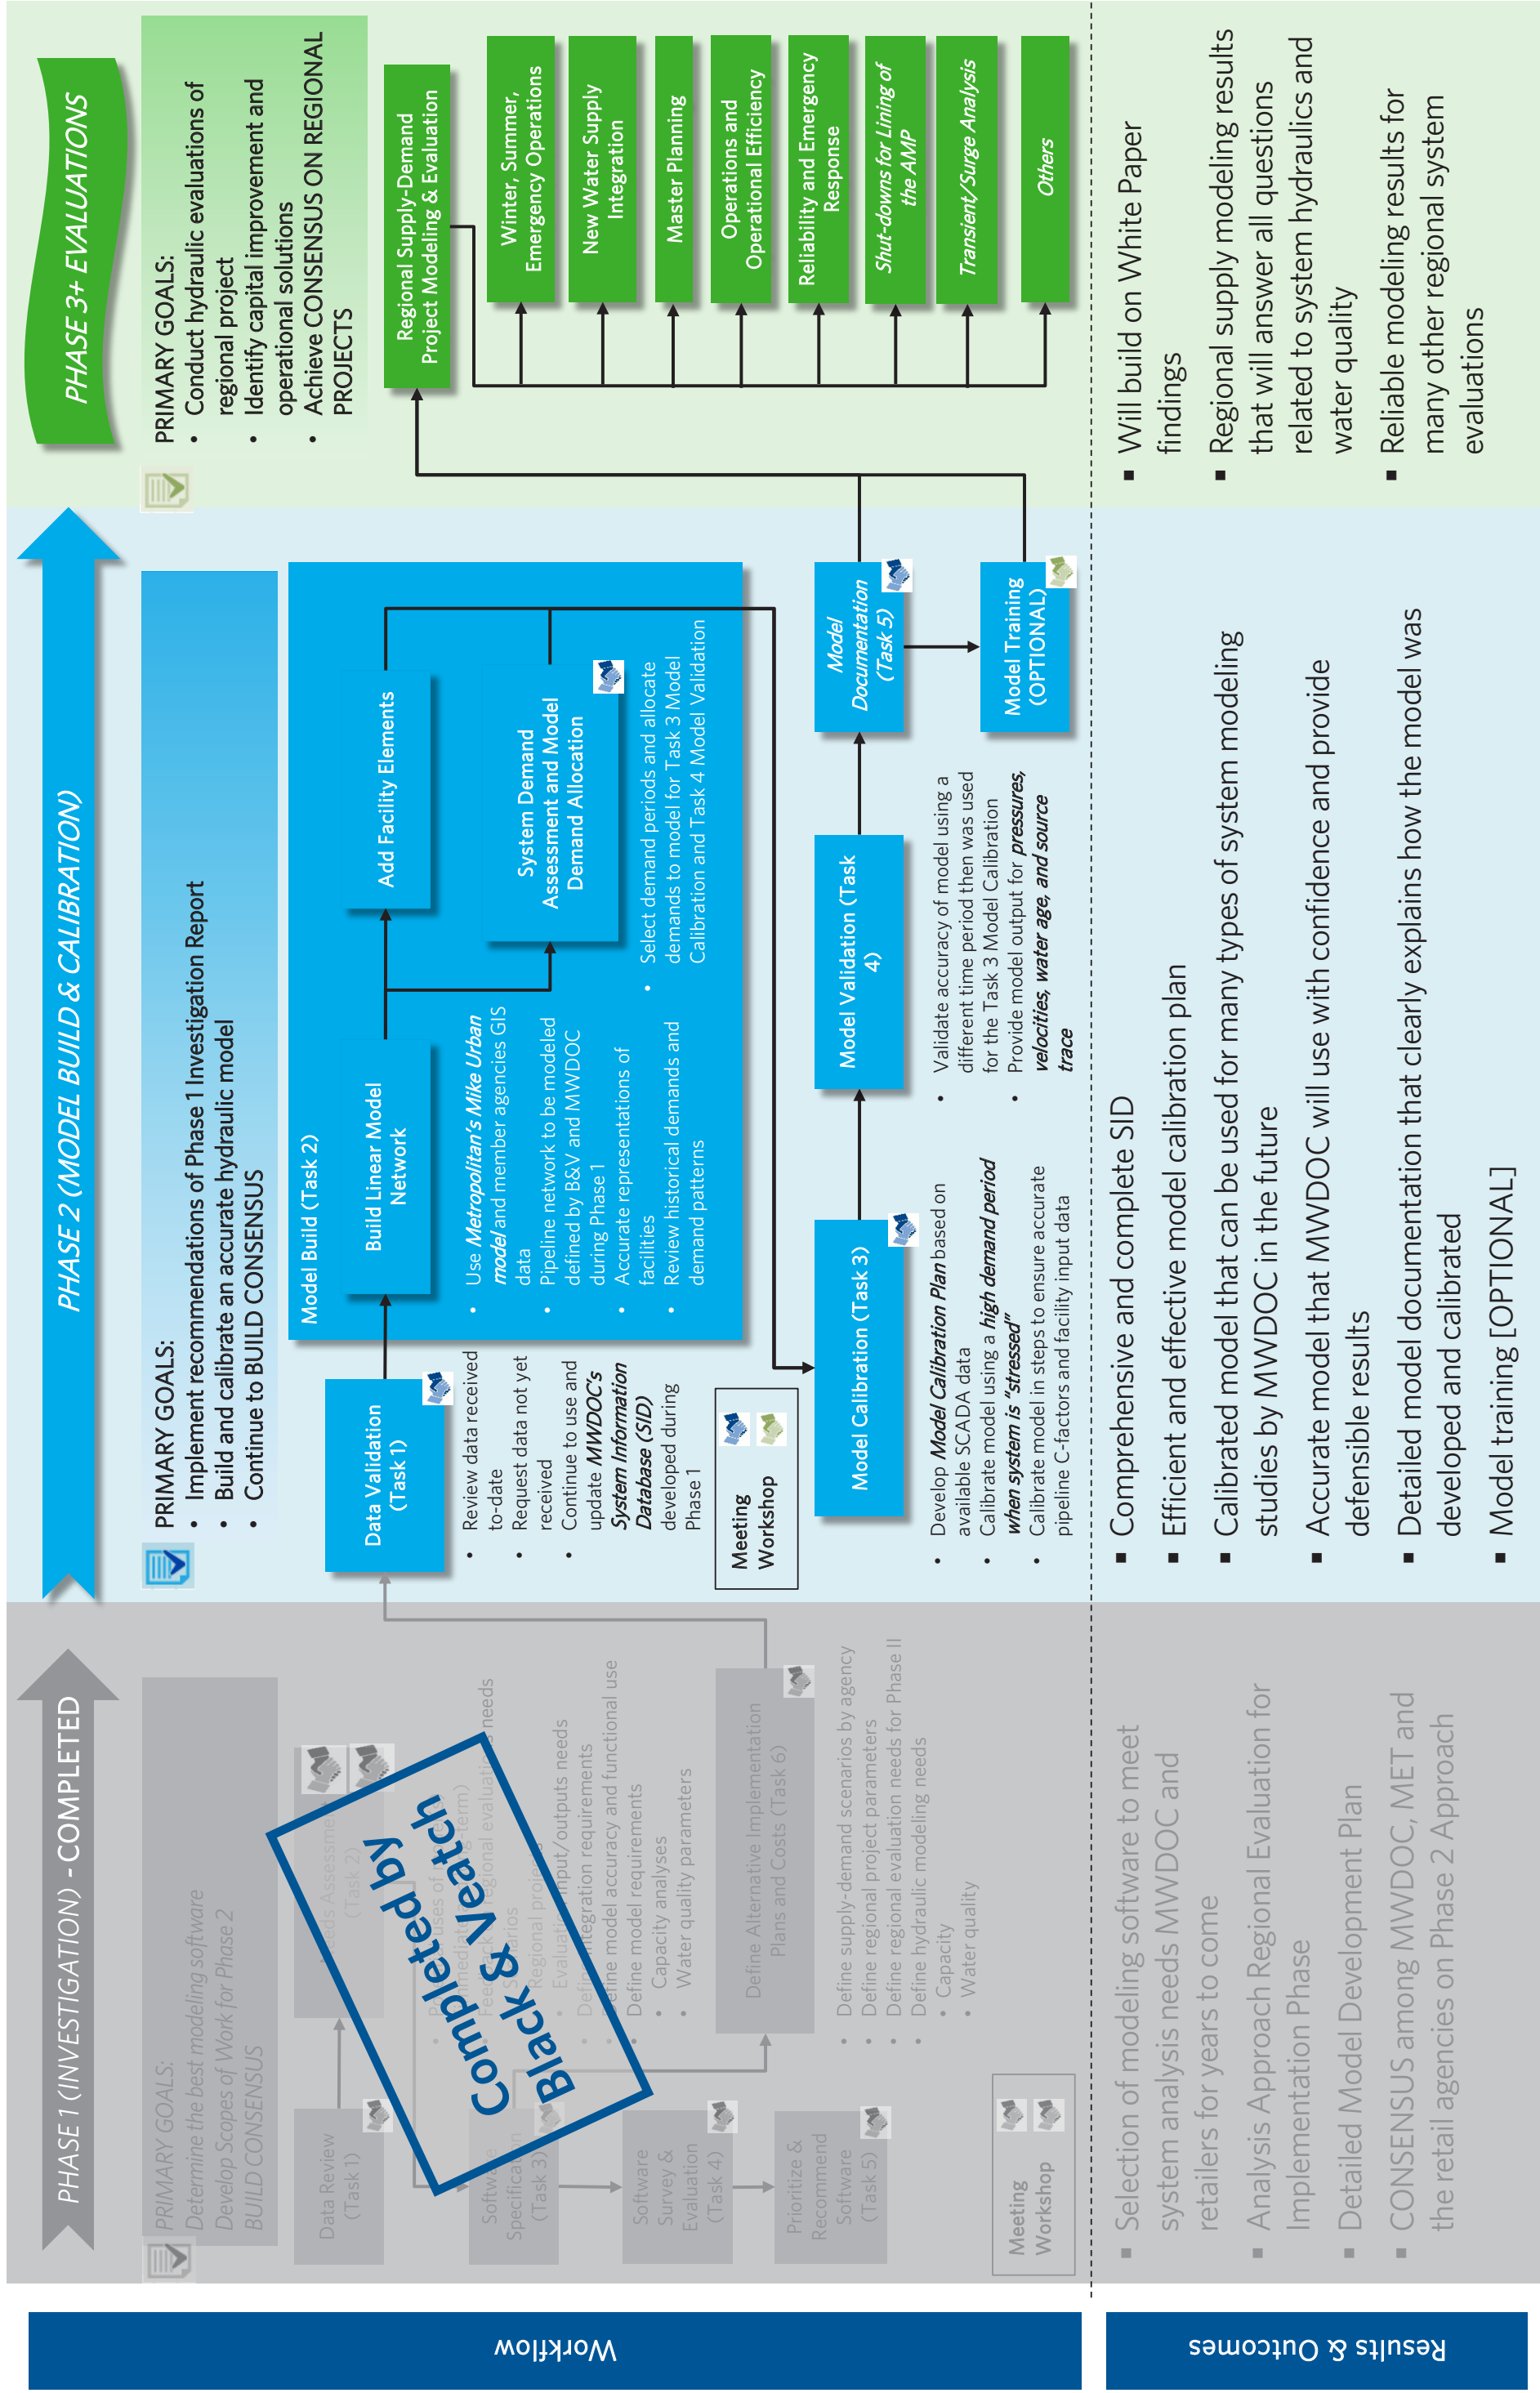 PHASE 1 (INVESTIGATION) - COMPLETED
PHASE 2 (MODEL BUILD & CALIBRATION)
PHASE 3+ EVALUATIONS
Workflow
PRIMARY GOALS:
Determine the best modeling software
Develop Scopes of Work for Phase 2
BUILD CONSENSUS
Data Review
(Task 1)
Needs Assessment
(Task 2)
Software
Specification
(Task 3)
Software
Survey &
Evaluation
(Task 4)
Prioritize &
Recommend
Software
(Task 5)
Completed by
Black & Veatch
• Regional projects
• Evaluation input/outputs needs
• Define integration requirements
• Define model accuracy and functional use
• Define model requirements
• Capacity analyses
• Water quality parameters
Define Alternative Implementation
Plans and Costs (Task 6)
• Define supply-demand scenarios by agency
• Define regional project parameters
• Define regional evaluation needs for Phase II
• Define hydraulic modeling needs
• Capacity
• Water quality
Meeting
Workshop
PRIMARY GOALS:
• Implement recommendations of Phase 1 Investigation Report
• Build and calibrate an accurate hydraulic model
• Continue to BUILD CONSENSUS
Data Validation
(Task 1)
• Review data received
to-date
• Request data not yet
received
• Continue to use and
update MWDOC's
System Information
Database (SID)
developed during
Phase 1
Meeting
Workshop
Model Build (Task 2)
Build Linear Model
Network
• Use Metropolitan's Mike Urban
model and member agencies GIS
data
• Pipeline network to be modeled
defined by B&V and MWDOC
during Phase 1
• Accurate representations of
facilities
• Review historical demands and
demand patterns
Add Facility Elements
System Demand
Assessment and Model
Demand Allocation
• Select demand periods and allocate
demands to model for Task 3 Model
Calibration and Task 4 Model Validation
Model Calibration (Task 3)
• Develop Model Calibration Plan based on
available SCADA data
• Calibrate model using a high demand period
when system is "stressed"
• Calibrate model in steps to ensure accurate
pipeline C-factors and facility input data
Model Validation (Task
4)
• Validate accuracy of model using a
different time period then was used
for the Task 3 Model Calibration
• Provide model output for pressures,
velocities, water age, and source
trace
Model
Documentation
(Task 5)
Model Training
(OPTIONAL)
PRIMARY GOALS:
• Conduct hydraulic evaluations of
regional project
• Identify capital improvement and
operational solutions
• Achieve CONSENSUS ON REGIONAL
PROJECTS
Regional Supply-Demand
Project Modeling & Evaluation
Winter, Summer,
Emergency Operations
New Water Supply
Integration
Master Planning
Operations and
Operational Efficiency
Reliability and Emergency
Response
Shut-downs for Lining of
the AMP
Transient/Surge Analysis
Others
Results & Outcomes
▪ Selection of modeling software to meet
system analysis needs MWDOC and
retailers for years to come
▪ Analysis Approach Regional Evaluation for
Implementation Phase
▪ Detailed Model Development Plan
▪ CONSENSUS among MWDOC, MET and
the retail agencies on Phase 2 Approach
▪ Comprehensive and complete SID
▪ Efficient and effective model calibration plan
▪ Calibrated model that can be used for many types of system modeling
studies by MWDOC in the future
▪ Accurate model that MWDOC will use with confidence and provide
defensible results
▪ Detailed model documentation that clearly explains how the model was
developed and calibrated
▪ Model training [OPTIONAL]
▪ Will build on White Paper
findings
▪ Regional supply modeling results
that will answer all questions
related to system hydraulics and
water quality
▪ Reliable modeling results for
many other regional system
evaluations